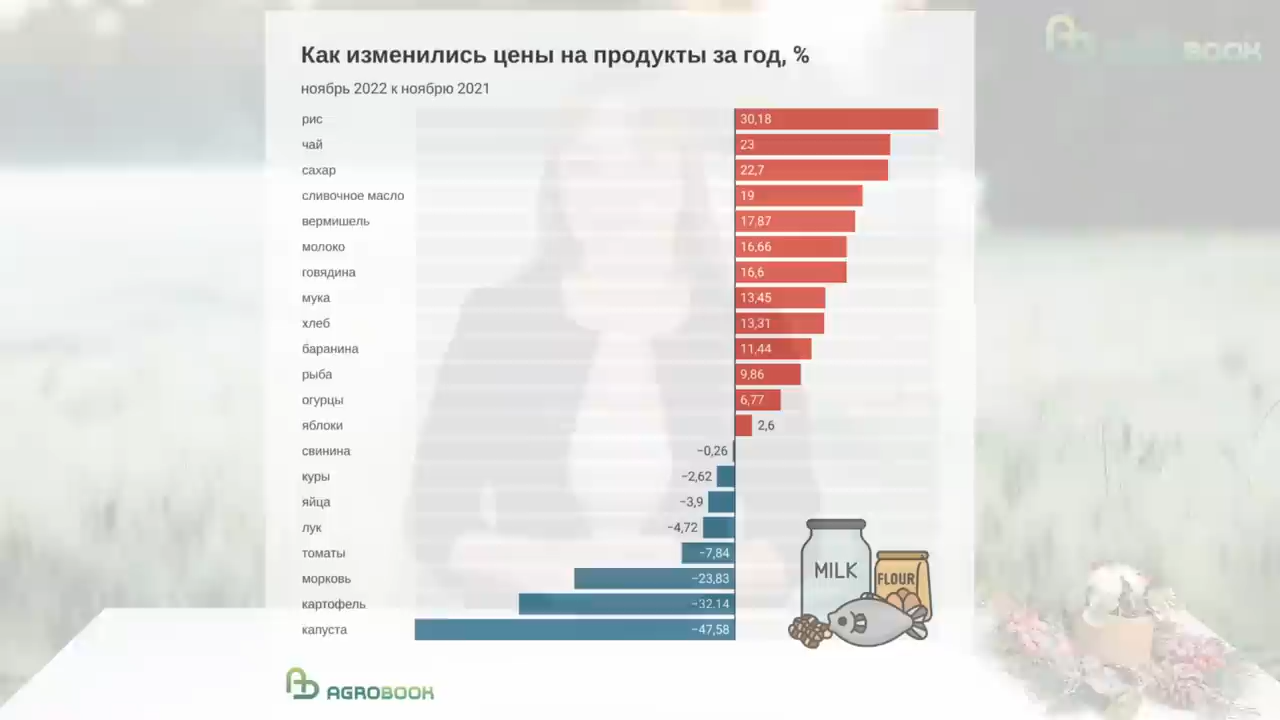 Как изменились цены на продукты за год, %
BOOK
ноябрь 2022 к ноябрю 2021
рис 30,18
чай 23
сахар 22,7
сливочное масло 19
вермишель 17,87
молоко 16,66
говядина 16,6
мука 13,45
хлеб 13,31
баранина 11,44
рыба 9,86
огурцы 6,77
яблоки 2,6
свинина −0,26
куры −2,62
яйца −3,9
лук −4,72
томаты −7,84
морковь −23,83
картофель −32.14
капуста −47,58
MILK
FLOUR
AGROBOOK